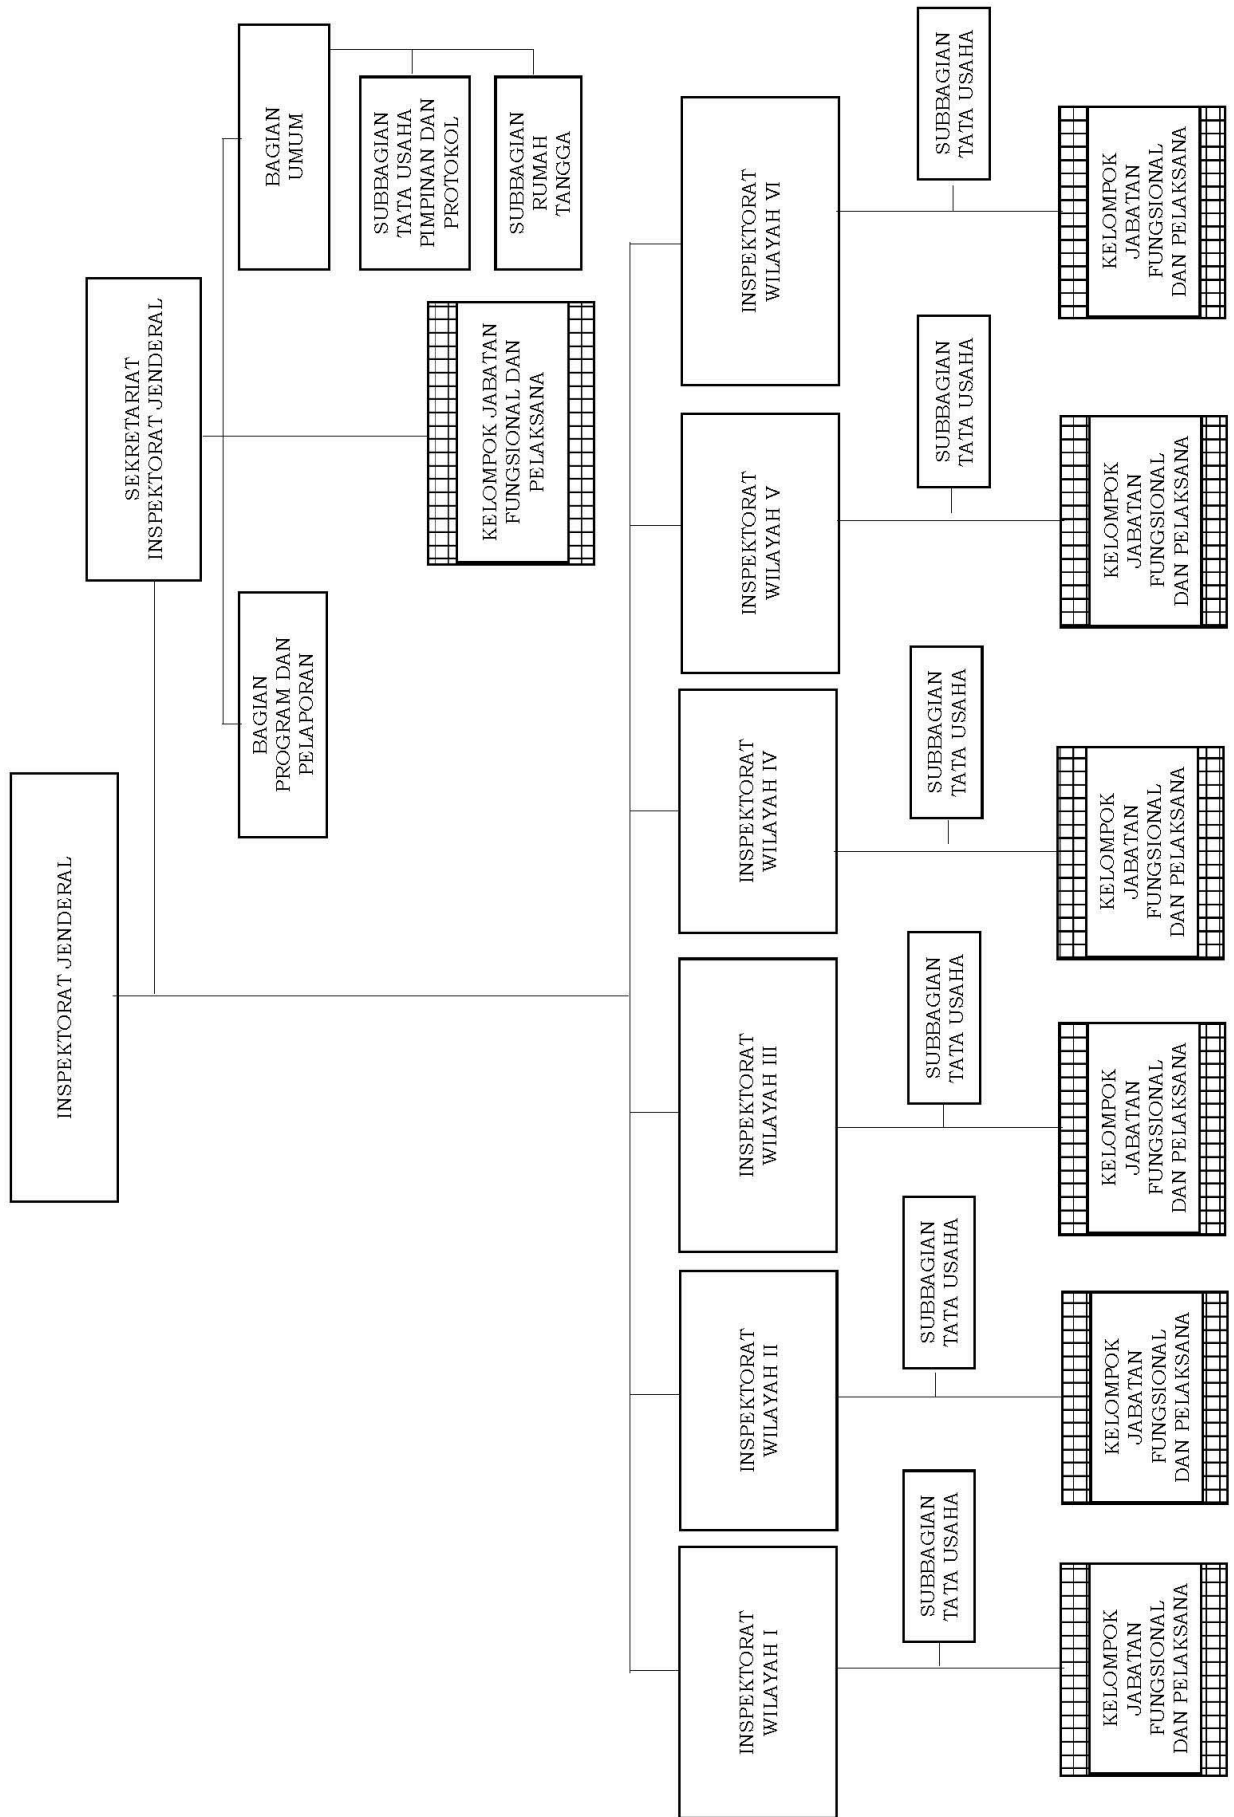 INSPEKTORAT JENDERAL
SEKRETARIAT
INSPEKTORAT JENDERAL
BAGIAN
PROGRAM DAN
PELAPORAN
BAGIAN
UMUM
SUBBAGIAN
TATA USAHA
PIMPINAN DAN
PROTOKOL
SUBBAGIAN
RUMAH
TANGGA
KELOMPOK JABATAN
FUNGSIONAL DAN
PELAKSANA
INSPEKTORAT
WILAYAH I
INSPEKTORAT
WILAYAH II
INSPEKTORAT
WILAYAH III
INSPEKTORAT
WILAYAH IV
INSPEKTORAT
WILAYAH V
INSPEKTORAT
WILAYAH VI
SUBBAGIAN
TATA USAHA
SUBBAGIAN
TATA USAHA
SUBBAGIAN
TATA USAHA
SUBBAGIAN
TATA USAHA
SUBBAGIAN
TATA USAHA
SUBBAGIAN
TATA USAHA
KELOMPOK
JABATAN
FUNGSIONAL
DAN PELAKSANA
KELOMPOK
JABATAN
FUNGSIONAL
DAN PELAKSANA
KELOMPOK
JABATAN
FUNGSIONAL
DAN PELAKSANA
KELOMPOK
JABATAN
FUNGSIONAL
DAN PELAKSANA
KELOMPOK
JABATAN
FUNGSIONAL
DAN PELAKSANA
KELOMPOK
JABATAN
FUNGSIONAL
DAN PELAKSANA